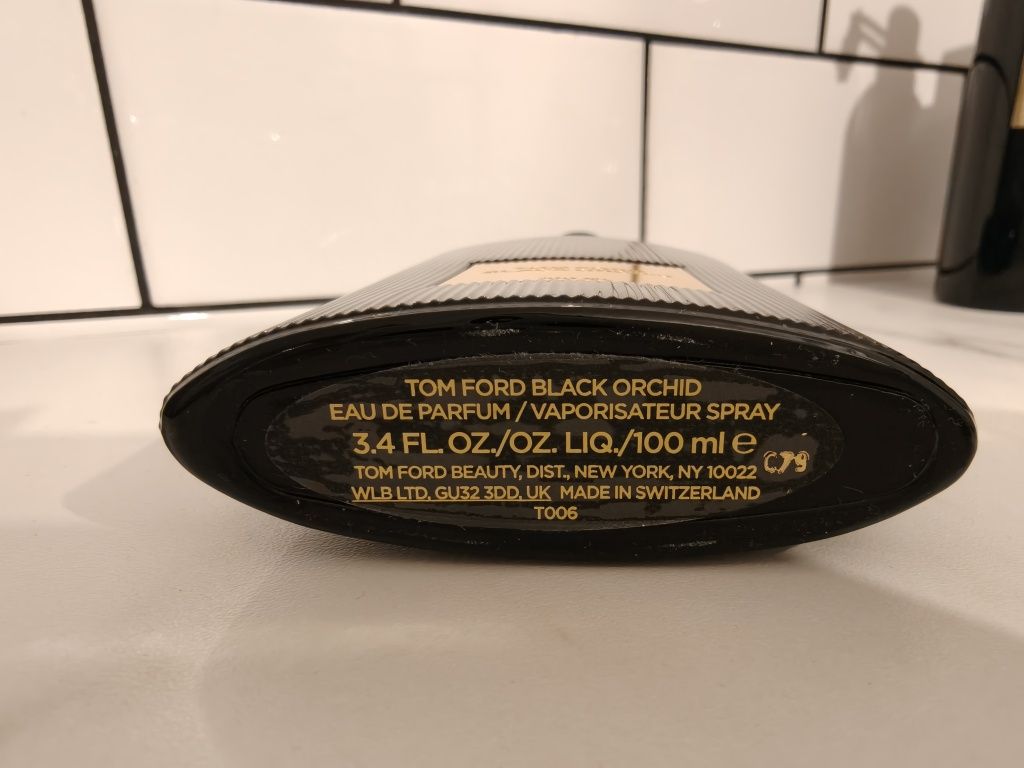 TOM FORD BLACK ORCHID
EAU DE PARFUM / VAPORISATEUR SPRAY
3.4 FL. OZ./OZ. LIQ./100 ml ℮
TOM FORD BEAUTY, DIST., NEW YORK, NY 10022
C79
WLB LTD, GU32 3DD, UK MADE IN SWITZERLAND
T006